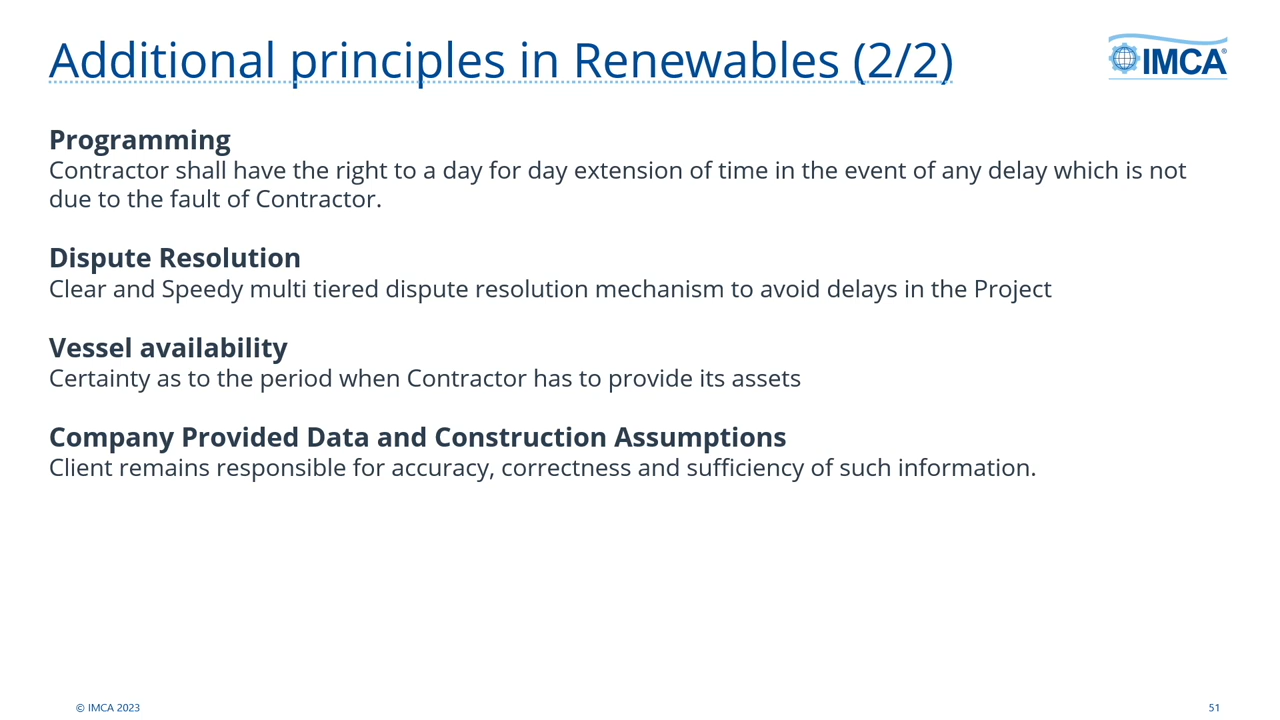 Additional principles in Renewables (2/2)
IMCA®
Programming
Contractor shall have the right to a day for day extension of time in the event of any delay which is not
due to the fault of Contractor.
Dispute Resolution
Clear and Speedy multi tiered dispute resolution mechanism to avoid delays in the Project
Vessel availability
Certainty as to the period when Contractor has to provide its assets
Company Provided Data and Construction Assumptions
Client remains responsible for accuracy, correctness and sufficiency of such information.
© IMCA 2023
51